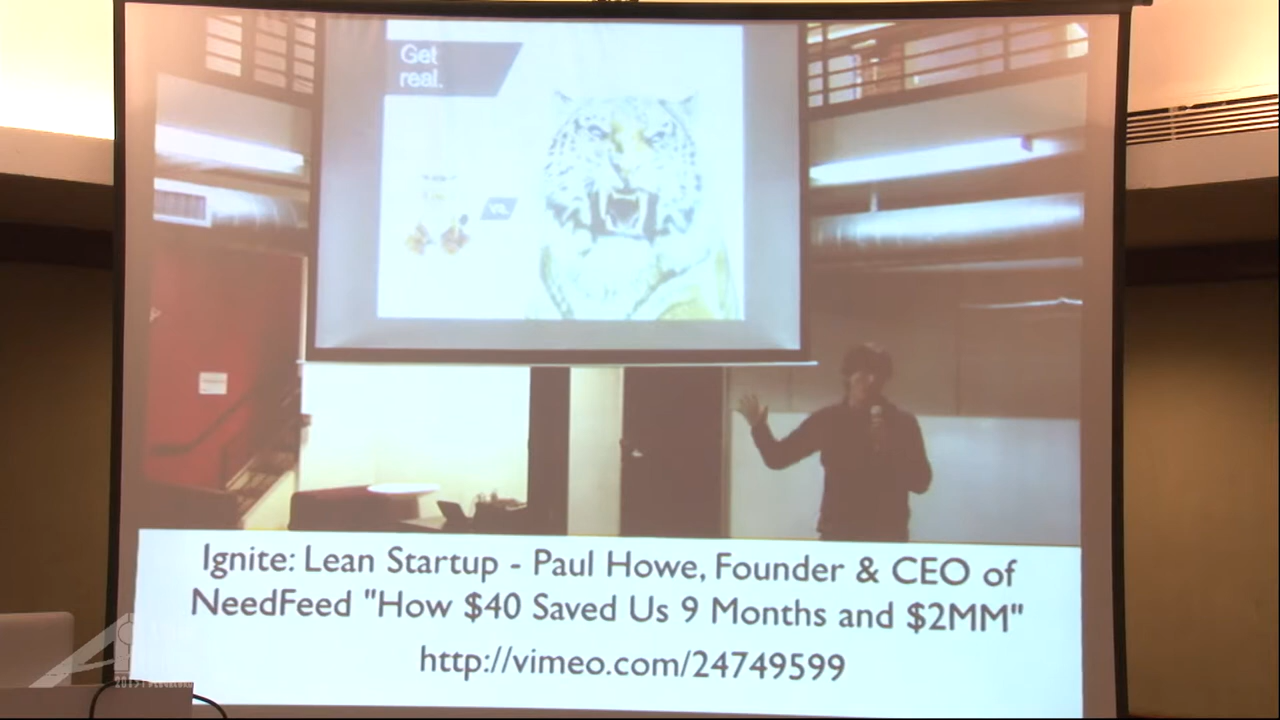 Get
real.
Ignite: Lean Startup - Paul Howe, Founder & CEO of
NeedFeed "How $40 Saved Us 9 Months and $2MM"
http://vimeo.com/24749599